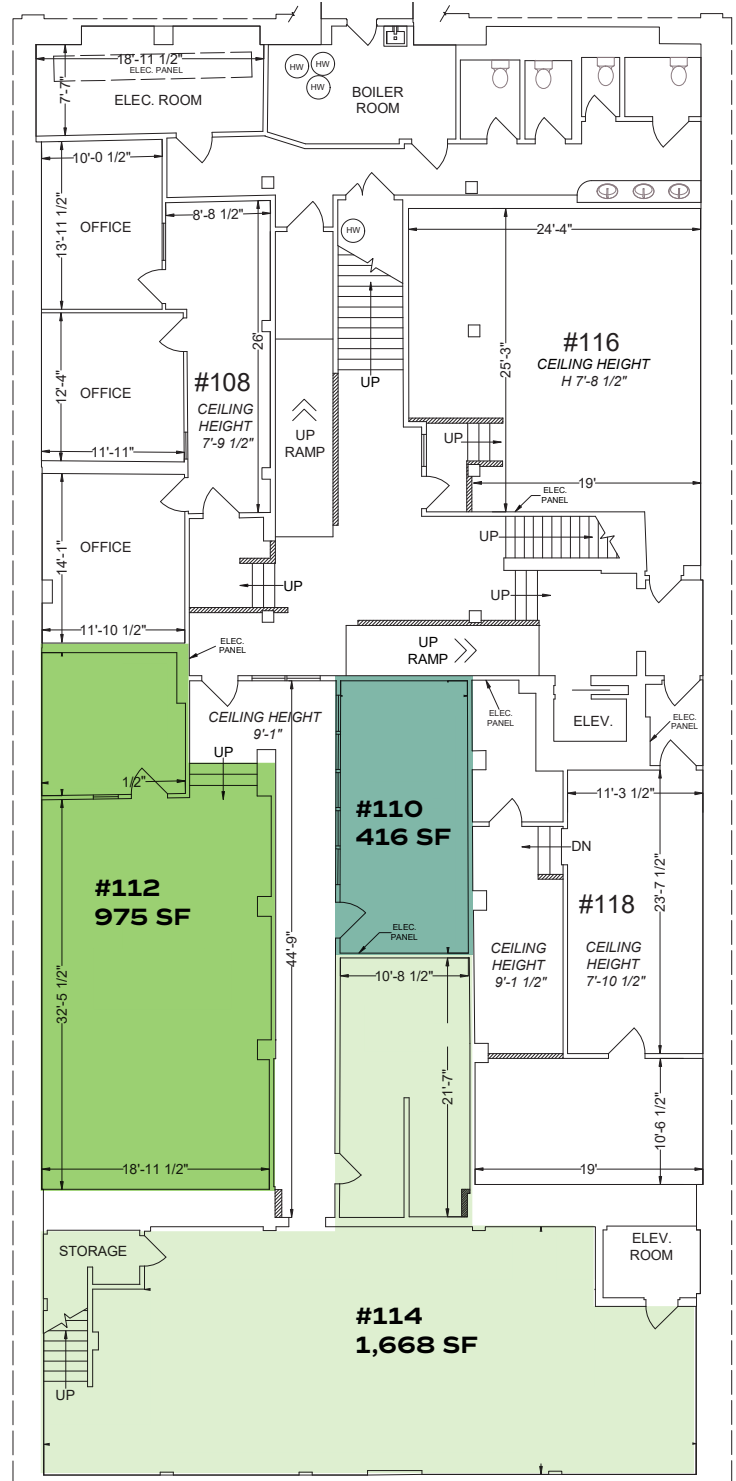 18'-11 1/2"
ELEC. PANEL
7'-7"
ELEC. ROOM
HW
HW
HW
BOILER
ROOM
10'-0 1/2"
13'-11 1/2"
OFFICE
8'-8 1/2"
HW
24'-4"
12'-4"
OFFICE
11'-11"
26'
#108
CEILING
HEIGHT
7'-9 1/2"
UP
UP
RAMP
25'-3"
#116
CEILING HEIGHT
H 7'-8 1/2"
UP
19'
ELEC.
PANEL
14'-1"
OFFICE
11'-10 1/2"
UP
UP
UP
ELEC.
PANEL
UP
RAMP
CEILING HEIGHT
9'-1"
UP
1/2"
ELEC.
PANEL
ELEV.
ELEC.
PANEL
#110
416 SF
ELEC.
PANEL
11'-3 1/2"
DN
23'-7 1/2"
#118
CEILING
HEIGHT
9'-1 1/2"
CEILING
HEIGHT
7'-10 1/2"
#112
975 SF
32'-5 1/2"
44'-9"
10'-8 1/2"
21'-7"
10'-6 1/2"
18'-11 1/2"
19'
STORAGE
ELEV.
ROOM
UP
#114
1,668 SF